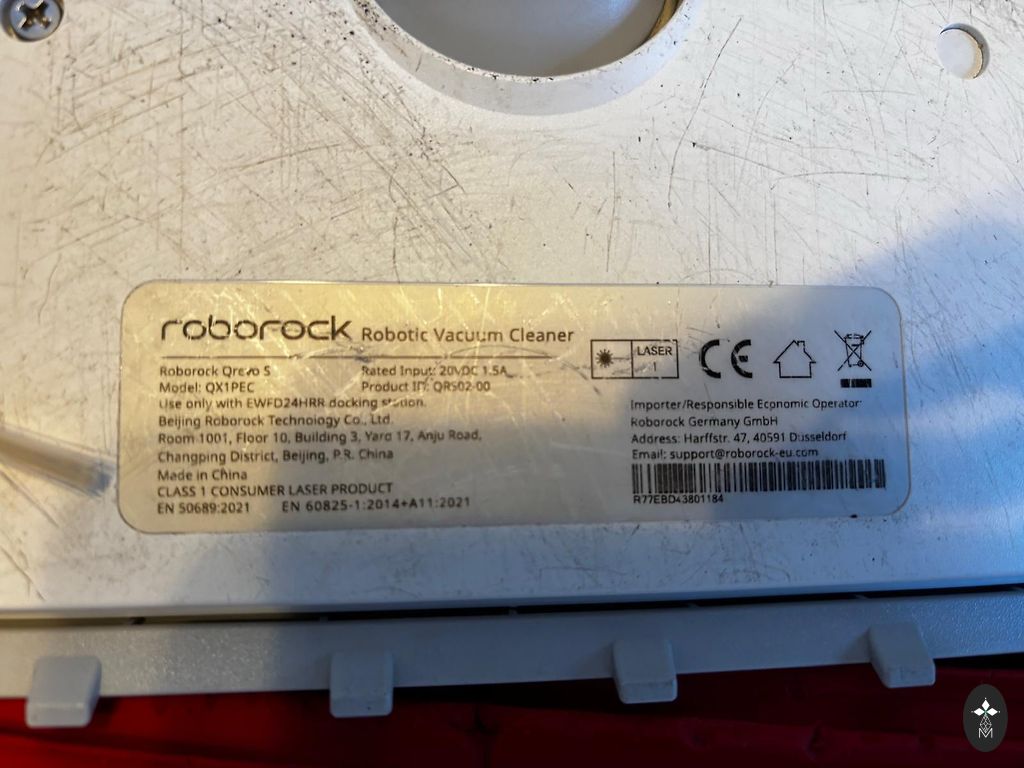 roborock Robotic Vacuum Cleaner
Roborock Qrevo S Rated Input: 20VDC 1.5A
Model: QX1PEC Product ID: QRS02-00
Use only with EWFD24HRR docking station.
Beijing Roborock Technology Co., Ltd.
Room 1001, Floor 10, Building 3, Yard 17, Anju Road,
Changping District, Beijing, P.R. China
Made in China
CLASS 1 CONSUMER LASER PRODUCT
EN 50689:2021 EN 60825-1:2014+A11:2021
LASER
1
CE
Importer/Responsible Economic Operator:
Roborock Germany GmbH
Address: Harffstr. 47, 40591 Dusseldorf
Email: support@roborock-eu.com
R77EBD43801184
M